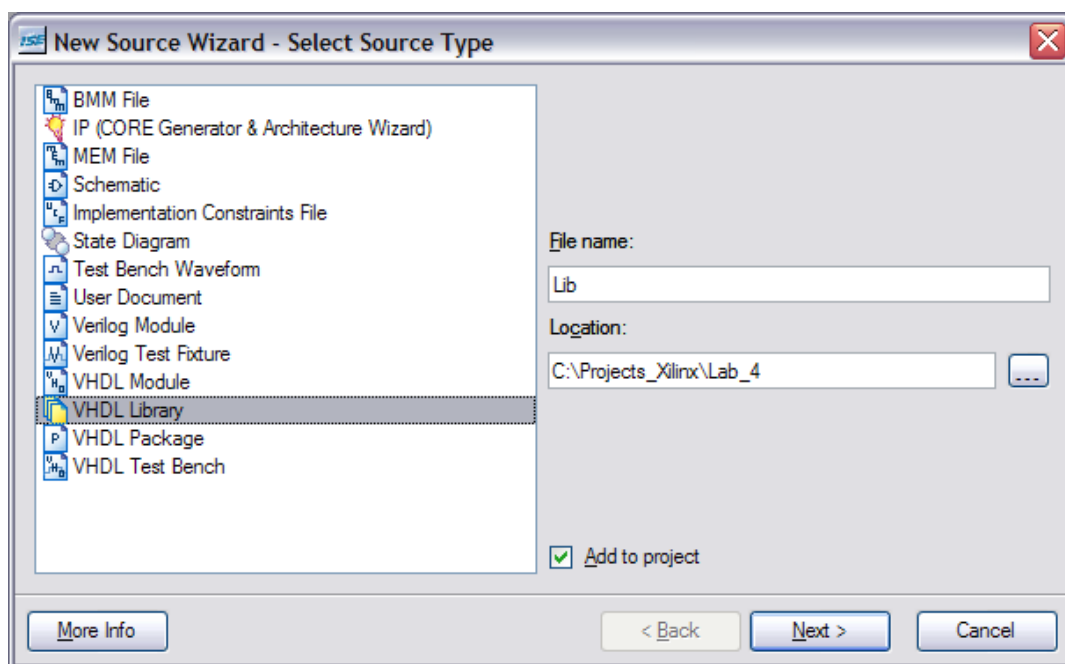 ISE New Source Wizard - Select Source Type
BMM File
IP (CORE Generator & Architecture Wizard)
MEM File
Schematic
Implementation Constraints File
State Diagram
Test Bench Waveform
User Document
Verilog Module
Verilog Test Fixture
VHDL Module
VHDL Library
VHDL Package
VHDL Test Bench
File name:
Lib
Location:
C:\Projects_Xilinx\Lab_4
...
Add to project
More Info
< Back
Next >
Cancel